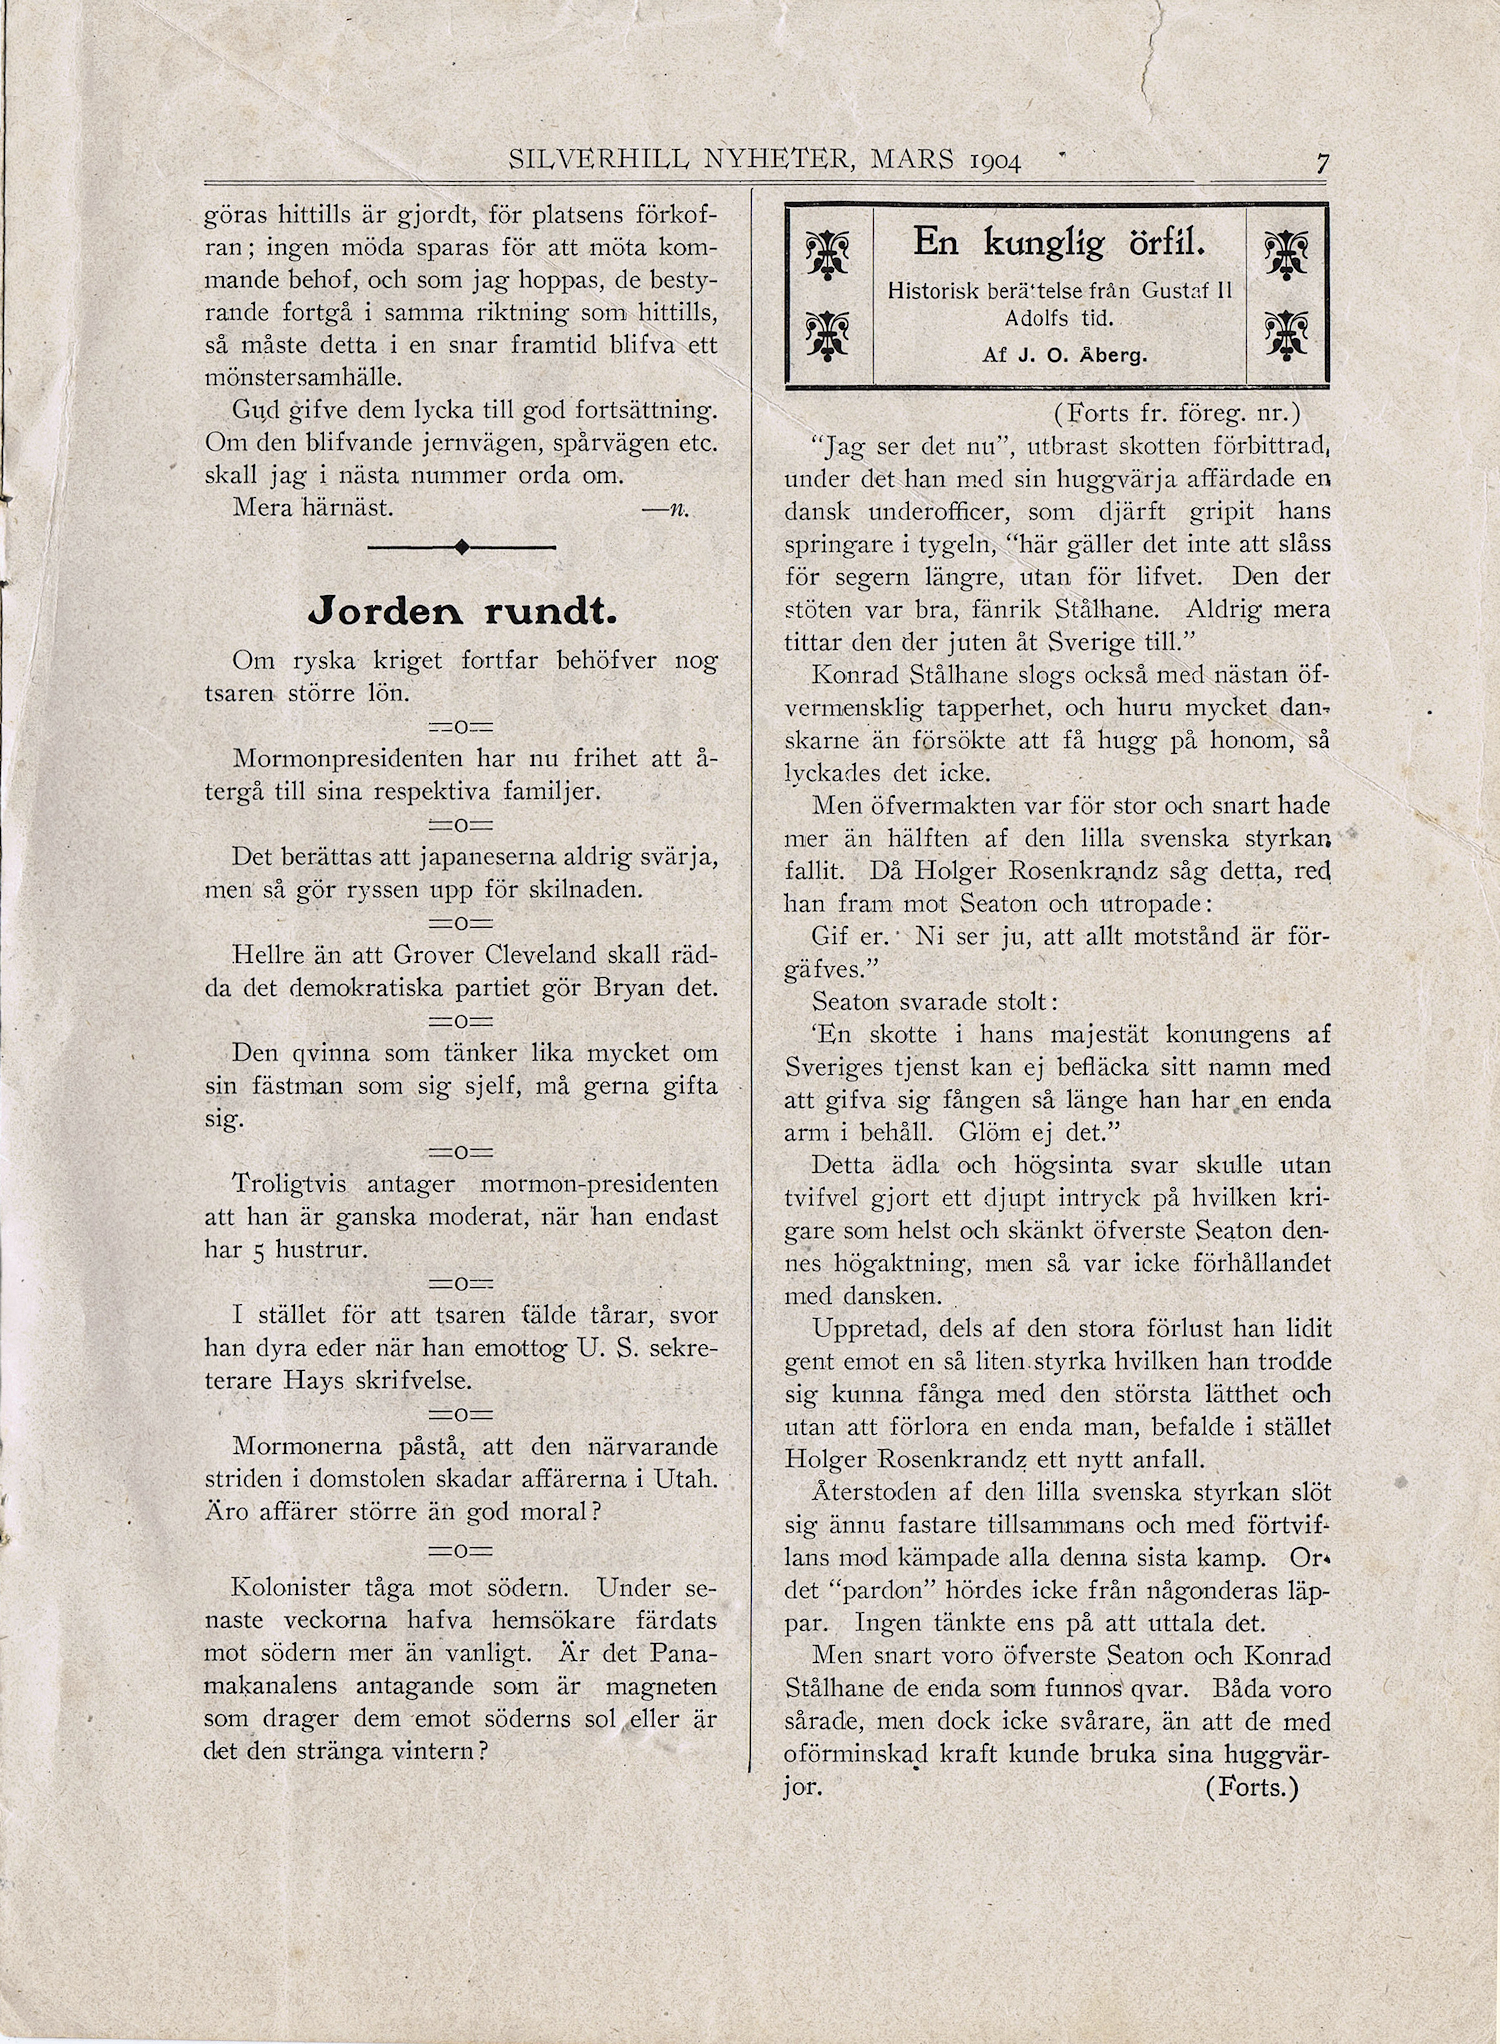 SILVERHILL NYHETER, MARS 1904 7
göras hittills är gjordt, för platsens förkof-
ran; ingen möda sparas för att möta kom-
mande behof, och som jag hoppas, de besty-
rande fortgå i samma riktning som hittills,
så måste detta i en snar framtid blifva ett
mönstersamhälle.
Gud gifve dem lycka till god fortsättning.
Om den blifvande jernvägen, spårvägen etc.
skall jag i nästa nummer orda om.
Mera härnäst. —n.
Jorden rundt.
Om ryska kriget fortfar behöfver nog
tsaren större lön.
=o=
Mormonpresidenten har nu frihet att å-
tergå till sina respektiva familjer.
=o=
Det berättas att japaneserna aldrig svärja,
men så gör ryssen upp för skilnaden.
=o=
Hellre än att Grover Cleveland skall räd-
da det demokratiska partiet gör Bryan det.
=o=
Den qvinna som tänker lika mycket om
sin fästman som sig sjelf, må gerna gifta
sig.
=o=
Troligtvis antager mormon-presidenten
att han är ganska moderat, när han endast
har 5 hustrur.
=o=
I stället för att tsaren fälde tårar, svor
han dyra eder när han emottog U. S. sekre-
terare Hays skrifvelse.
=o=
Mormonerna påstå, att den närvarande
striden i domstolen skadar affärerna i Utah.
Äro affärer större än god moral?
=o=
Kolonister tåga mot södern. Under se-
naste veckorna hafva hemsökare färdats
mot södern mer än vanligt. Är det Pana-
makanalens antagande som är magneten
som drager dem emot söderns sol eller är
det den stränga vintern?
En kunglig örfil.
Historisk berättelse från Gustaf II
Adolfs tid.
Af J. O. Åberg.
(Forts fr. föreg. nr.)
“Jag ser det nu”, utbrast skotten förbittrad,
under det han med sin huggvärja affärdade en
dansk underofficer, som djärft gripit hans
springare i tygeln, “här gäller det inte att slåss
för segern längre, utan för lifvet. Den der
stöten var bra, fänrik Stålhane. Aldrig mera
tittar den der juten åt Sverige till.”
Konrad Stålhane slogs också med nästan öf-
vermensklig tapperhet, och huru mycket dan-
skarne än försökte att få hugg på honom, så
lyckades det icke.
Men öfvermakten var för stor och snart hade
mer än hälften af den lilla svenska styrkan
fallit. Då Holger Rosenkrandz såg detta, red
han fram mot Seaton och utropade:
Gif er. Ni ser ju, att allt motstånd är för-
gäfves.”
Seaton svarade stolt:
‘En skotte i hans majestät konungens af
Sveriges tjenst kan ej befläcka sitt namn med
att gifva sig fången så länge han har en enda
arm i behåll. Glöm ej det.”
Detta ädla och högsinta svar skulle utan
tvifvel gjort ett djupt intryck på hvilken kri-
gare som helst och skänkt öfverste Seaton den-
nes högaktning, men så var icke förhållandet
med dansken.
Uppretad, dels af den stora förlust han lidit
gent emot en så liten styrka hvilken han trodde
sig kunna fånga med den största lätthet och
utan att förlora en enda man, befalde i stället
Holger Rosenkrandz ett nytt anfall.
Återstoden af den lilla svenska styrkan slöt
sig ännu fastare tillsammans och med förtvif-
lans mod kämpade alla denna sista kamp. Or-
det “pardon” hördes icke från någonderas läp-
par. Ingen tänkte ens på att uttala det.
Men snart voro öfverste Seaton och Konrad
Stålhane de enda som funnos qvar. Båda voro
sårade, men dock icke svårare, än att de med
oförminskad kraft kunde bruka sina huggvär-
jor. (Forts.)